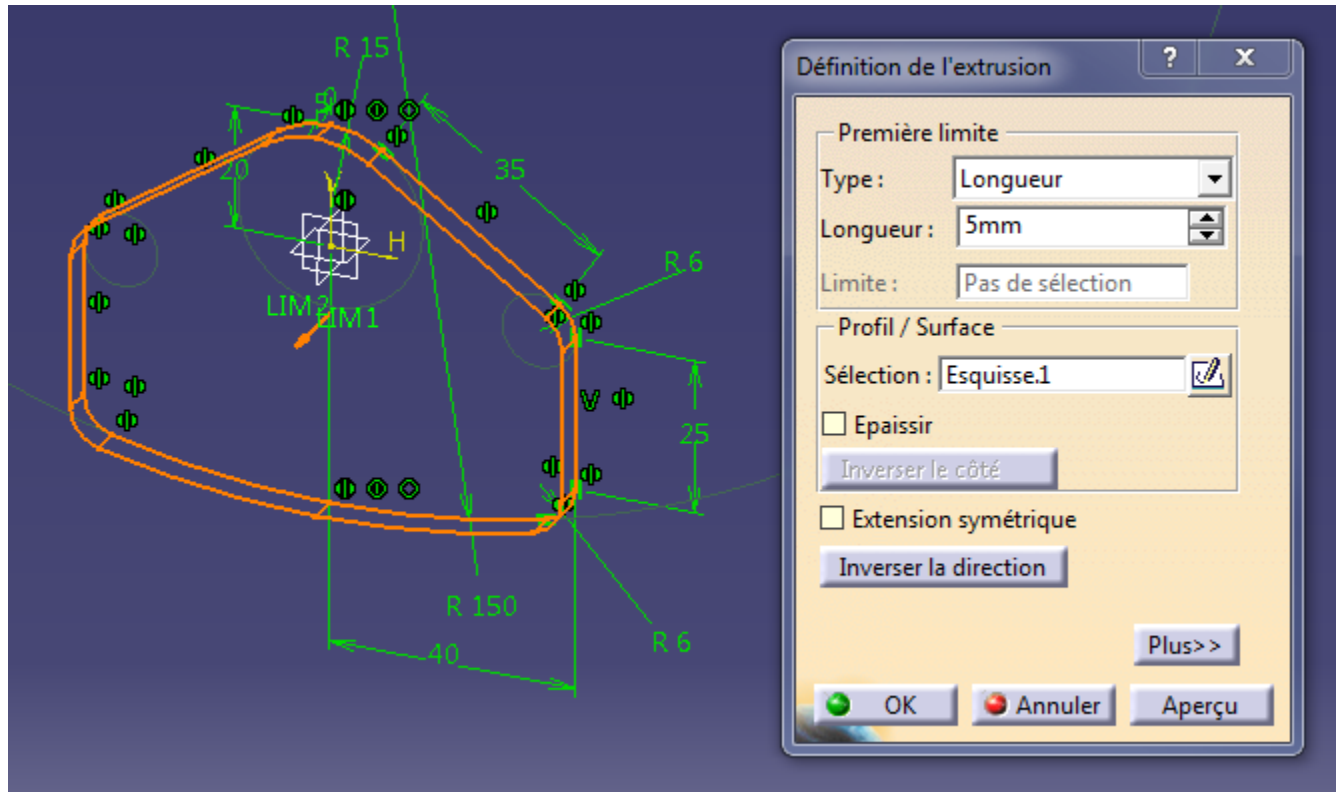 R 15
20
35
R 6
Y
H
LIM2
LIM1
V
25
R 150
40
R 6
Définition de l'extrusion
?
X
Première limite
Type :
Longueur
Longueur :
5mm
Limite :
Pas de sélection
Profil / Surface
Sélection :
Esquisse.1
Epaissir
Inverser le côté
Extension symétrique
Inverser la direction
Plus>>
OK
Annuler
Aperçu